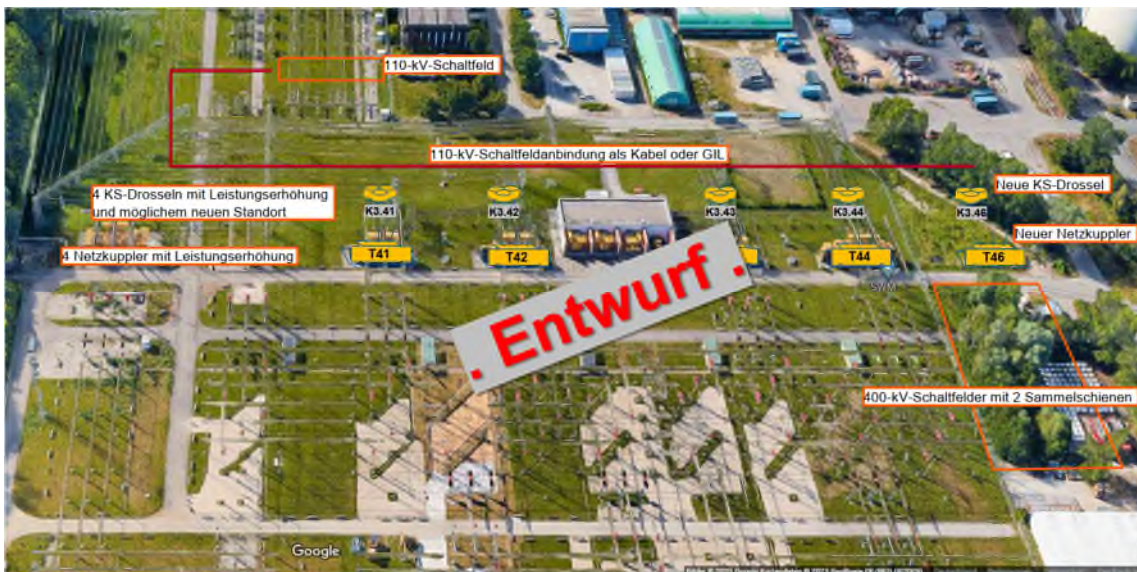 110-kV-Schaltfeld
110-kV-Schaltfeldanbindung als Kabel oder GIL
4 KS-Drosseln mit Leistungserhöhung
und möglichem neuen Standort
Neue KS-Drossel
K3.41
K3.42
K3.43
K3.44
K3.46
Neuer Netzkuppler
4 Netzkuppler mit Leistungserhöhung
T41
T42
T44
T46
SWM
. Entwurf .
400-kV-Schaltfelder mit 2 Sammelschienen
Google